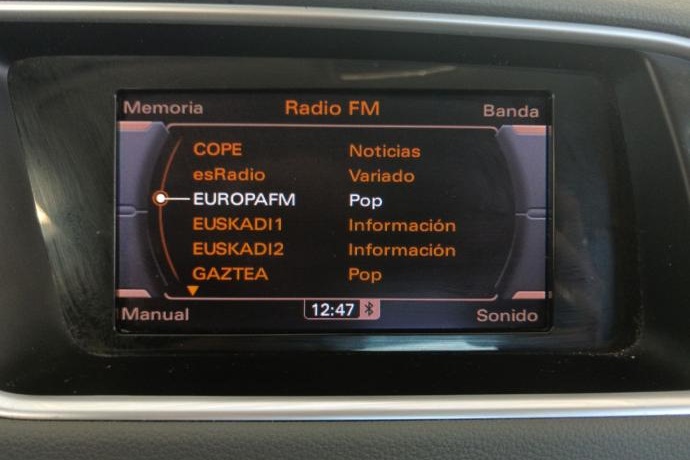 Memoria Radio FM Banda
COPE Noticias
esRadio Variado
EUROPAFM Pop
EUSKADI1 Información
EUSKADI2 Información
GAZTEA Pop
Manual 12:47 Sonido